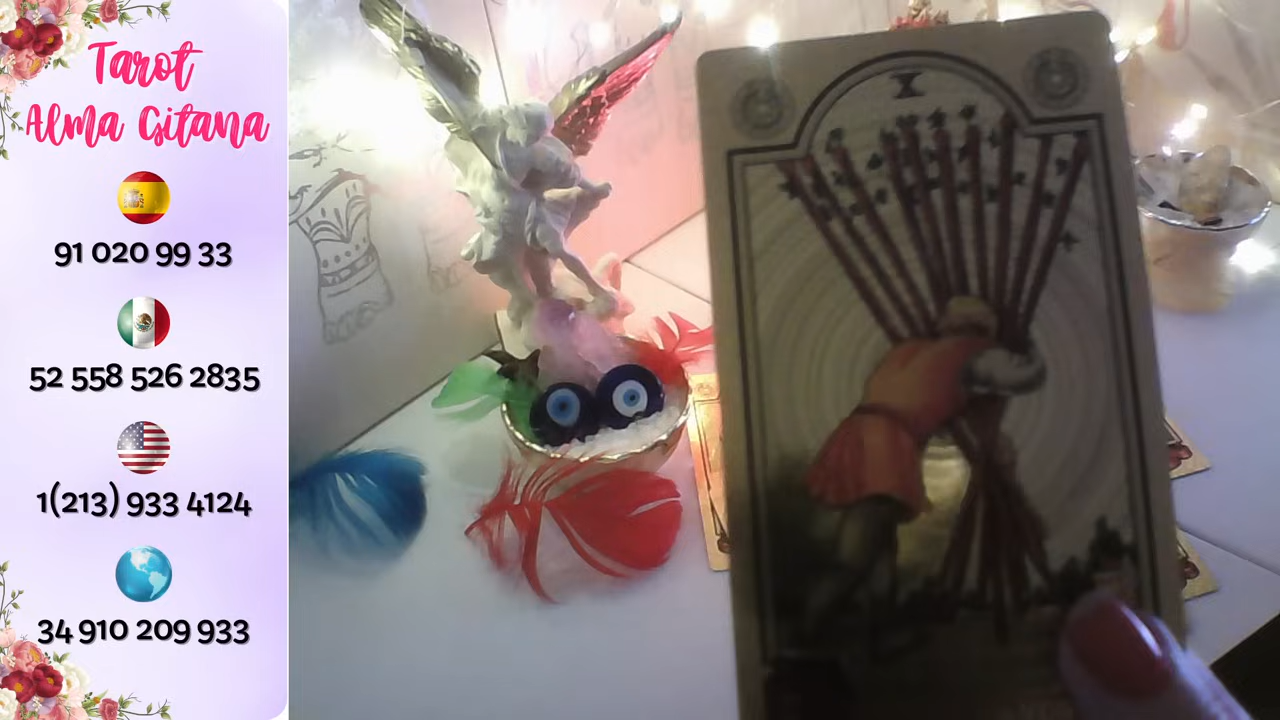 Tarot
Alma Gitana
91 020 99 33
52 558 526 2835
1(213) 933 4124
34 910 209 933
X